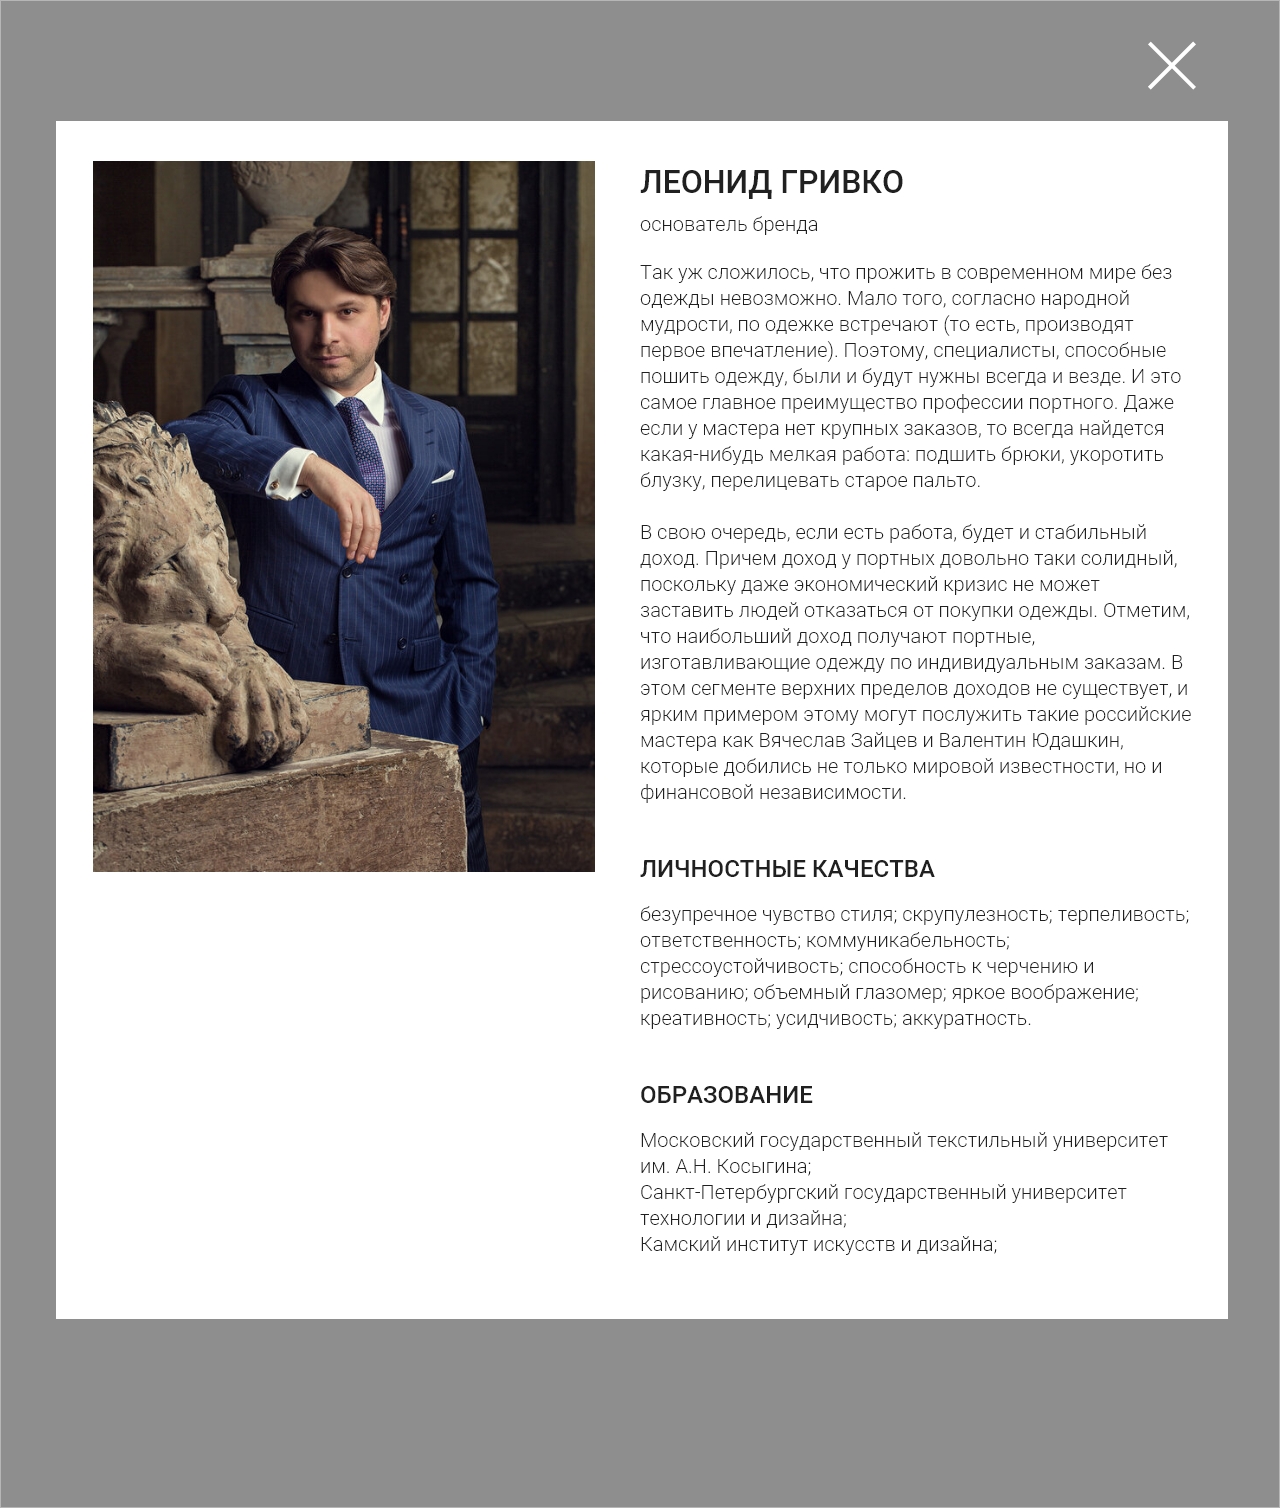 ЛЕОНИД ГРИВКО
основатель бренда
Так уж сложилось, что прожить в современном мире без
одежды невозможно. Мало того, согласно народной
мудрости, по одежке встречают (то есть, производят
первое впечатление). Поэтому, специалисты, способные
пошить одежду, были и будут нужны всегда и везде. И это
самое главное преимущество профессии портного. Даже
если у мастера нет крупных заказов, то всегда найдется
какая-нибудь мелкая работа: подшить брюки, укоротить
блузку, перелицевать старое пальто.
В свою очередь, если есть работа, будет и стабильный
доход. Причем доход у портных довольно таки солидный,
поскольку даже экономический кризис не может
заставить людей отказаться от покупки одежды. Отметим,
что наибольший доход получают портные,
изготавливающие одежду по индивидуальным заказам. В
этом сегменте верхних пределов доходов не существует, и
ярким примером этому могут послужить такие российские
мастера как Вячеслав Зайцев и Валентин Юдашкин,
которые добились не только мировой известности, но и
финансовой независимости.
ЛИЧНОСТНЫЕ КАЧЕСТВА
безупречное чувство стиля; скрупулезность; терпеливость;
ответственность; коммуникабельность;
стрессоустойчивость; способность к черчению и
рисованию; объемный глазомер; яркое воображение;
креативность; усидчивость; аккуратность.
ОБРАЗОВАНИЕ
Московский государственный текстильный университет
им. А.Н. Косыгина;
Санкт-Петербургский государственный университет
технологии и дизайна;
Камский институт искусств и дизайна;